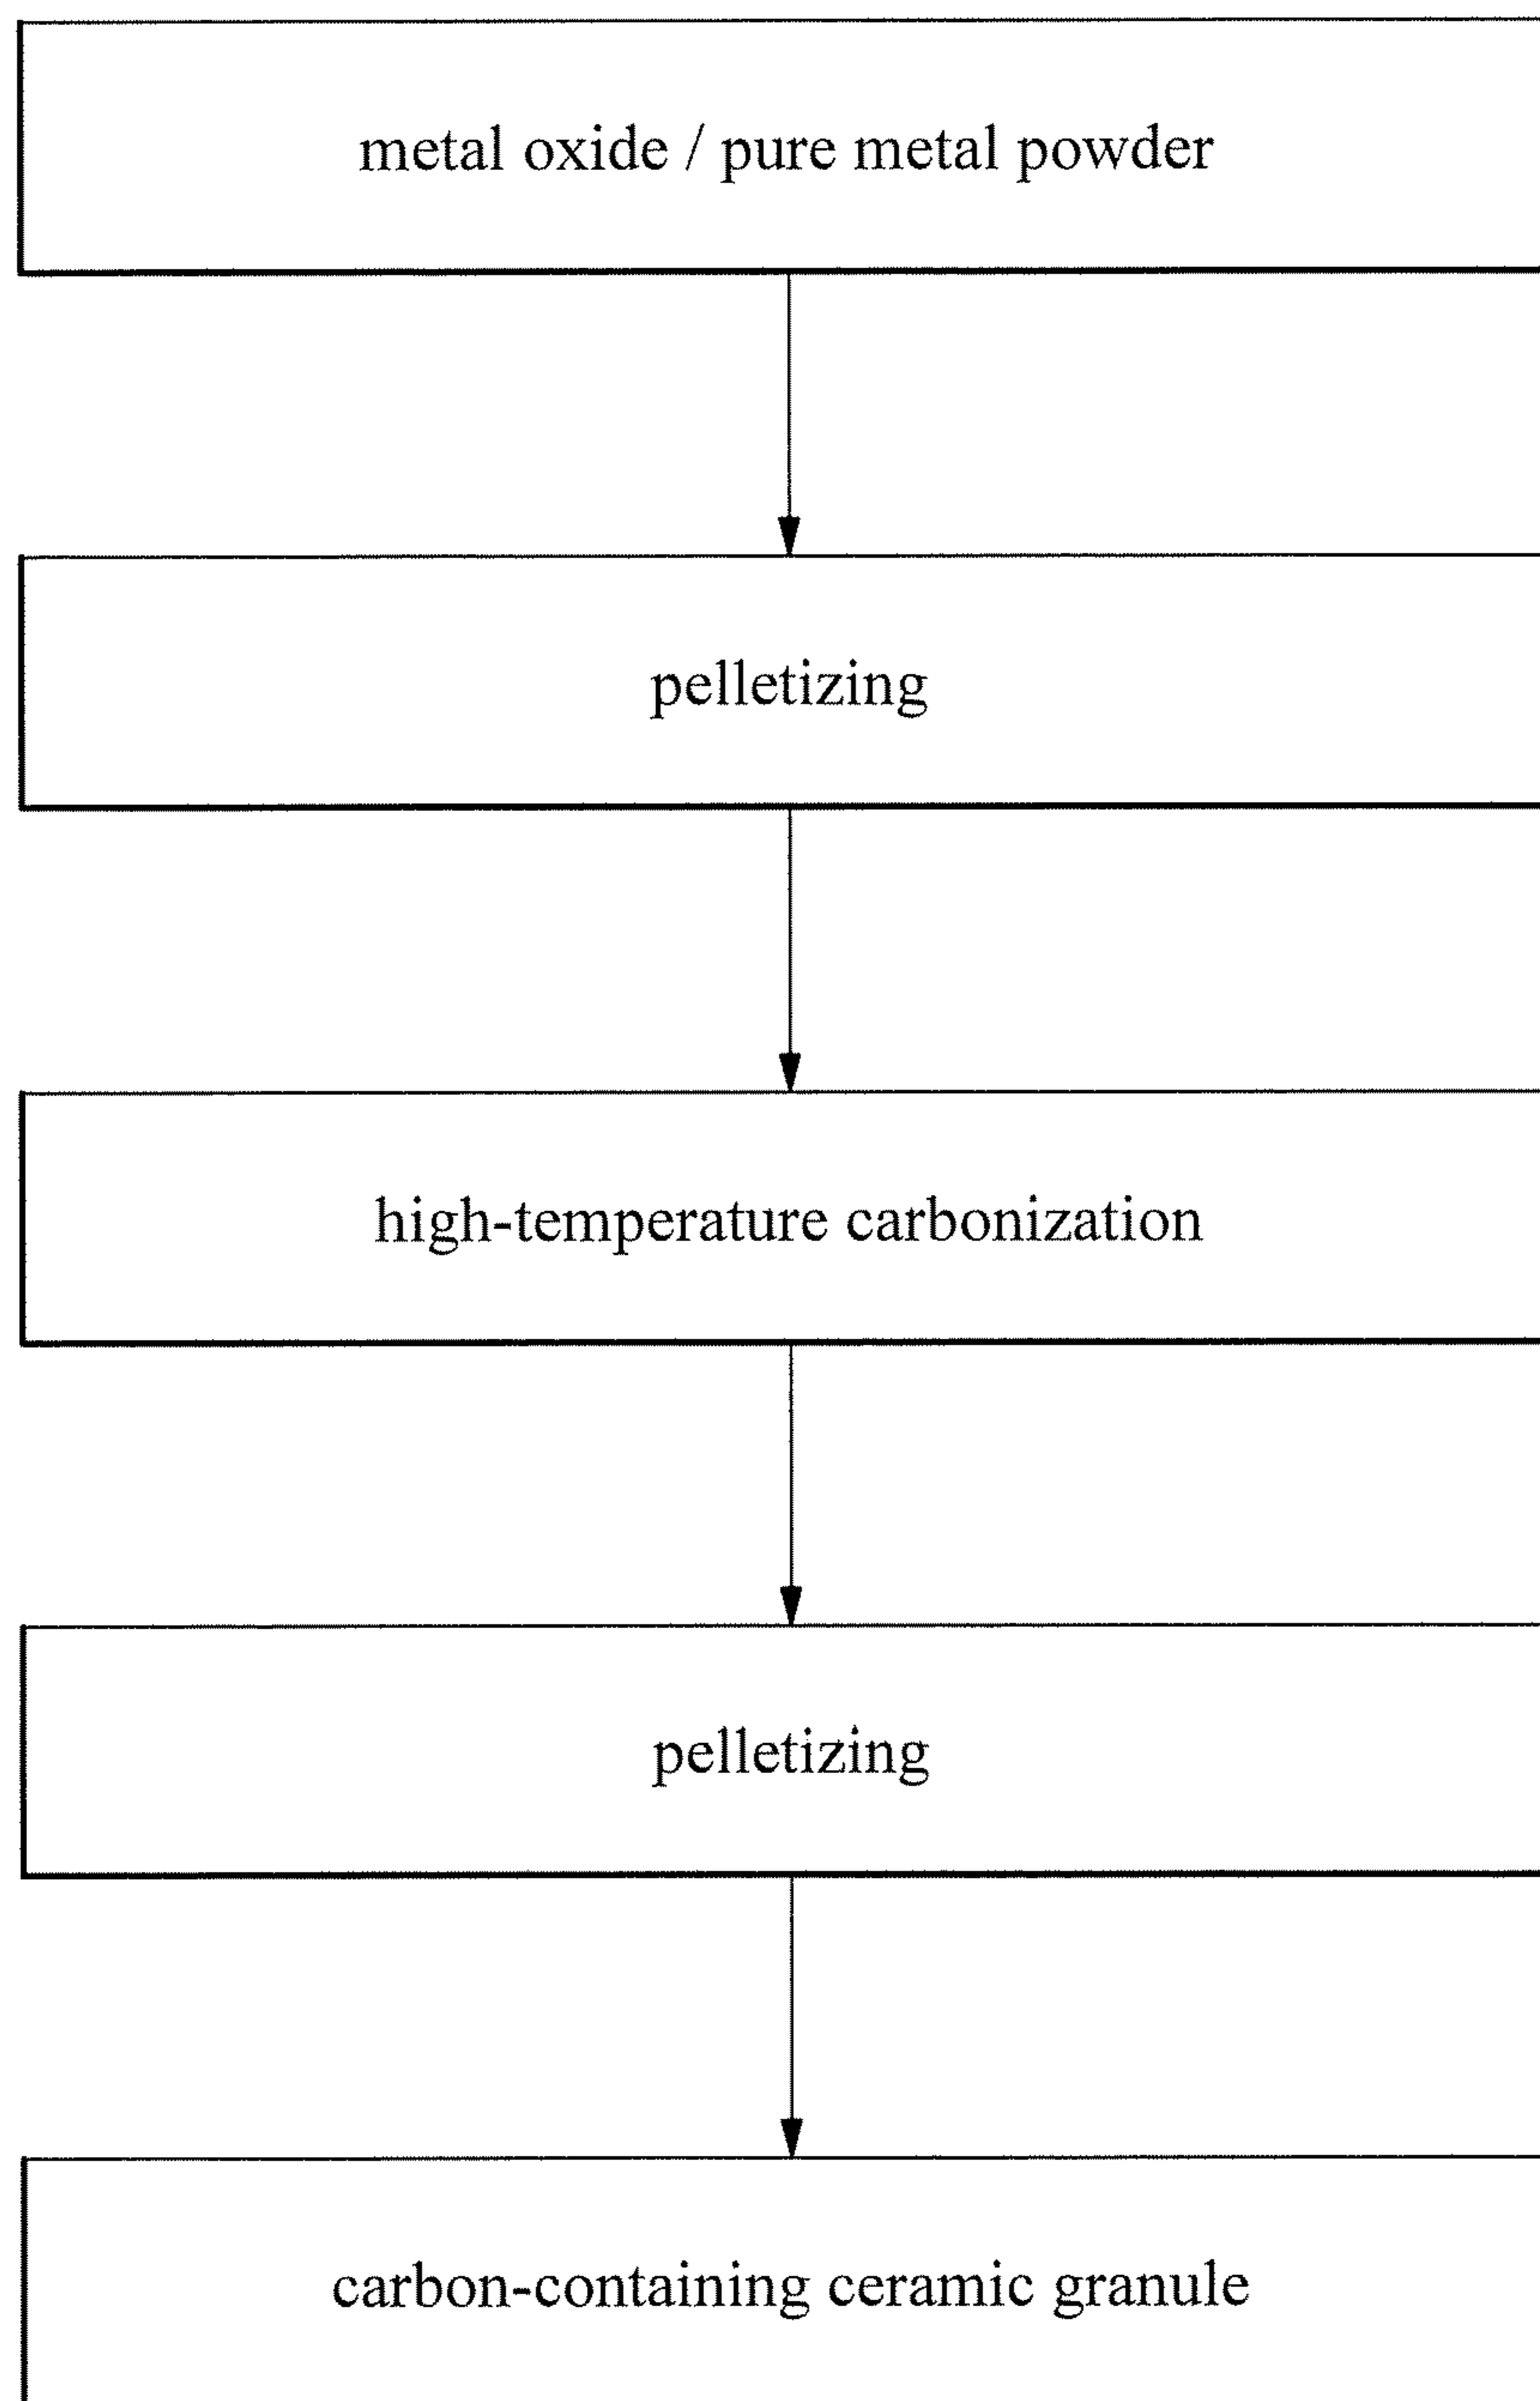 metal oxide / pure metal powder
pelletizing
high-temperature carbonization
pelletizing
carbon-containing ceramic granule